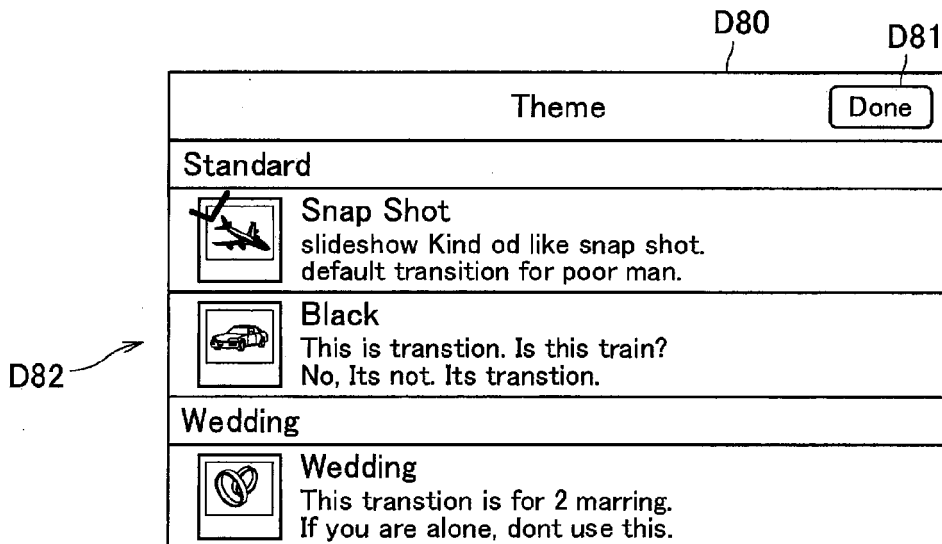 D80
D81
Theme
Done
Standard
Snap Shot
slideshow Kind od like snap shot.
default transition for poor man.
Black
This is transtion. Is this train?
No, Its not. Its transtion.
D82
Wedding
Wedding
This transtion is for 2 marring.
If you are alone, dont use this.